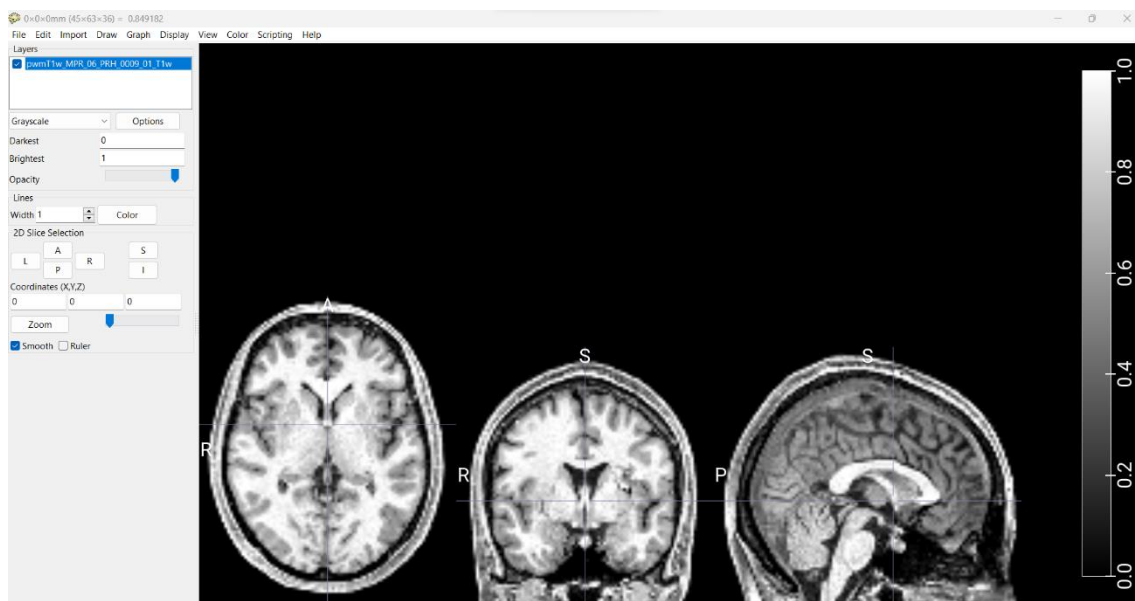 0×0×0mm (45×63×36) = 0.849182
File Edit Import Draw Graph Display View Color Scripting Help
Layers
pwmT1w_MPR_06_PRH_0009_01_T1w
Grayscale Options
Darkest 0
Brightest 1
Opacity
Lines
Width 1 Color
2D Slice Selection
A S
L R
P I
Coordinates (X,Y,Z)
0 0 0
Zoom
Smooth Ruler
A
R
S
R
S
P
1.0
0.8
0.6
0.4
0.2
0.0